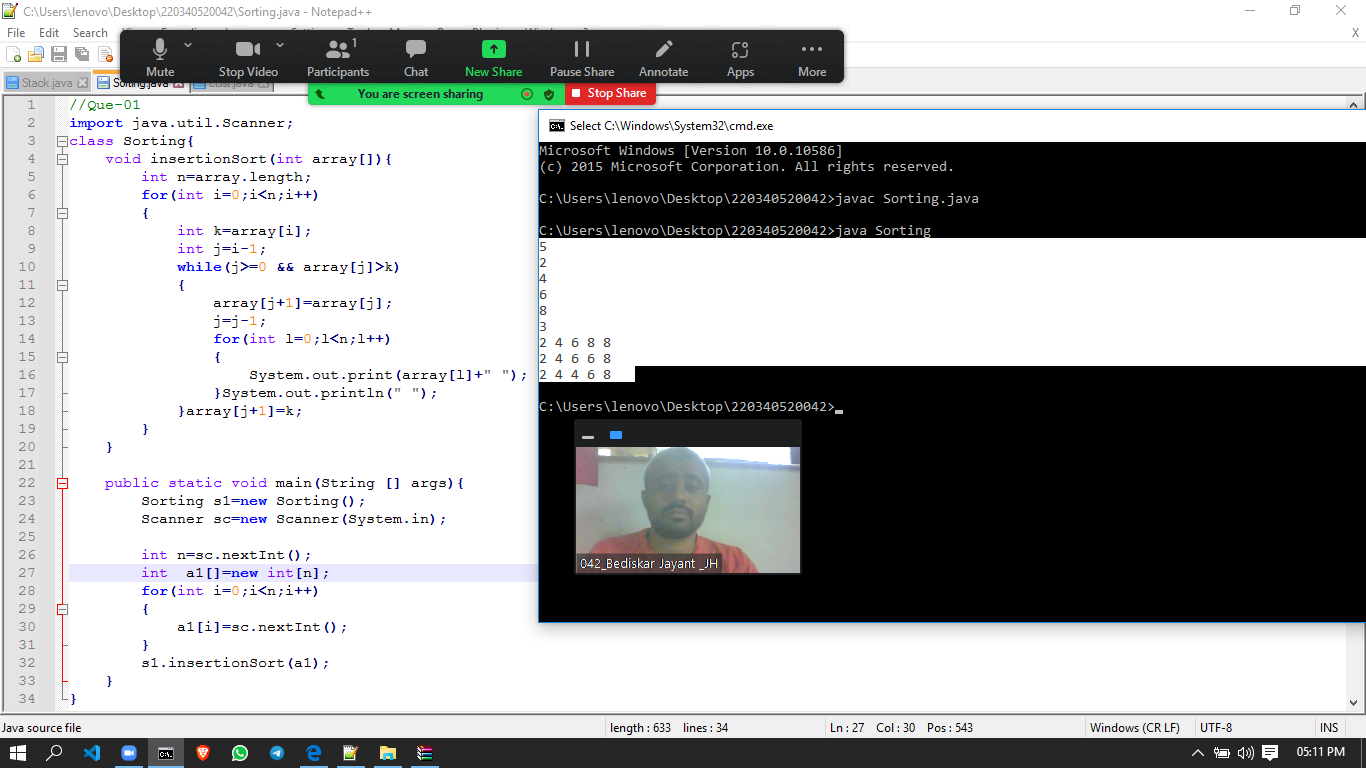 C:\Users\lenovo\Desktop\220340520042\Sorting.java - Notepad++
File Edit Search
X
Mute
Stop Video
1
Participants
Chat
New Share
Pause Share
Annotate
Apps
More
You are screen sharing
Stop Share
Stack.java
Sorting.java
1 //Que-01
2 import java.util.Scanner;
3 class Sorting{
4 void insertionSort(int array[]){
5 int n=array.length;
6 for(int i=0;i<n;i++)
7 {
8 int k=array[i];
9 int j=i-1;
10 while(j>=0 && array[j]>k)
11 {
12 array[j+1]=array[j];
13 j=j-1;
14 for(int l=0;l<n;l++)
15 {
16 System.out.print(array[l]+" ");
17 }System.out.println(" ");
18 }array[j+1]=k;
19 }
20 }
21
22 public static void main(String [] args){
23 Sorting s1=new Sorting();
24 Scanner sc=new Scanner(System.in);
25
26 int n=sc.nextInt();
27 int  a1[]=new int[n];
28 for(int i=0;i<n;i++)
29 {
30 a1[i]=sc.nextInt();
31 }
32 s1.insertionSort(a1);
33 }
34 }
Select C:\Windows\System32\cmd.exe
Microsoft Windows [Version 10.0.10586]
(c) 2015 Microsoft Corporation. All rights reserved.
C:\Users\lenovo\Desktop\220340520042>javac Sorting.java
C:\Users\lenovo\Desktop\220340520042>java Sorting
5
2
4
6
8
3
2 4 6 8 8
2 4 6 6 8
2 4 4 6 8
C:\Users\lenovo\Desktop\220340520042>
042_Bediskar Jayant _JH
Java source file
length : 633 lines : 34
Ln : 27 Col : 30 Pos : 543
Windows (CR LF)
UTF-8
INS
05:11 PM